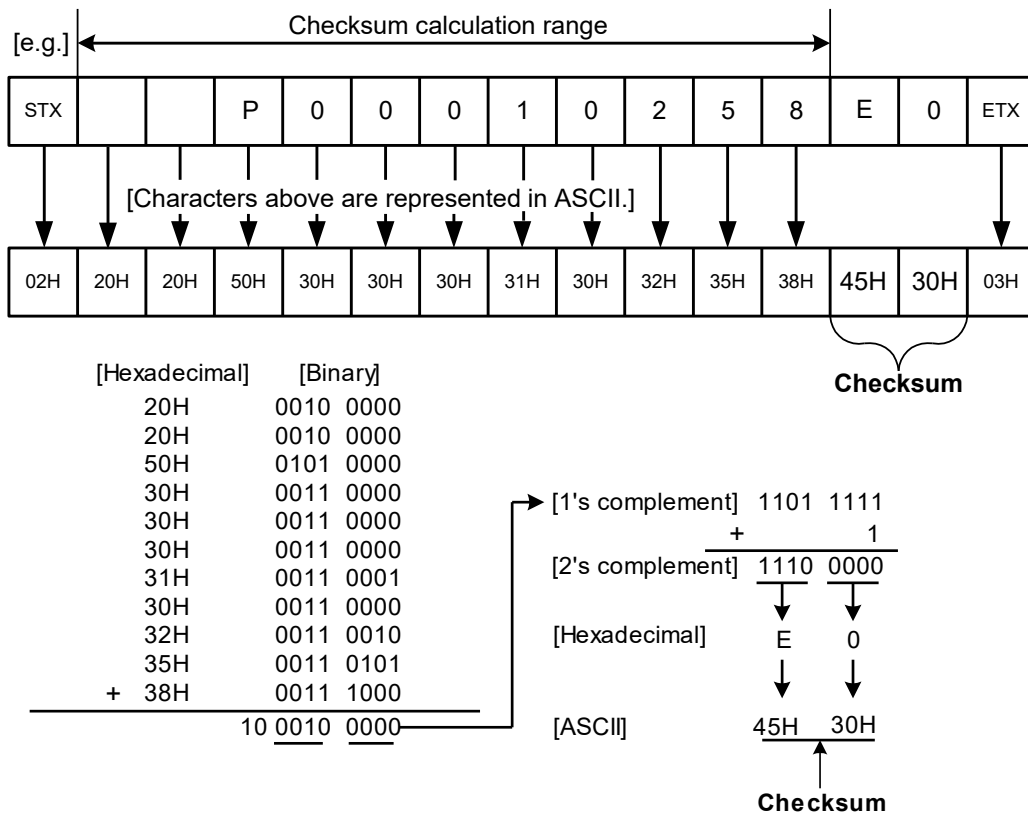 [e.g.] Checksum calculation range
STX P 0 0 0 1 0 2 5 8 E 0 ETX
[Characters above are represented in ASCII.]
02H 20H 20H 50H 30H 30H 30H 31H 30H 32H 35H 38H 45H 30H 03H
Checksum
[Hexadecimal] [Binary]
20H 0010 0000
20H 0010 0000
50H 0101 0000
30H 0011 0000
30H 0011 0000
30H 0011 0000
31H 0011 0001
30H 0011 0000
32H 0011 0010
35H 0011 0101
+ 38H 0011 1000
10 0010 0000
[1's complement] 1101 1111
+ 1
[2's complement] 1110 0000
[Hexadecimal] E 0
[ASCII] 45H 30H
Checksum